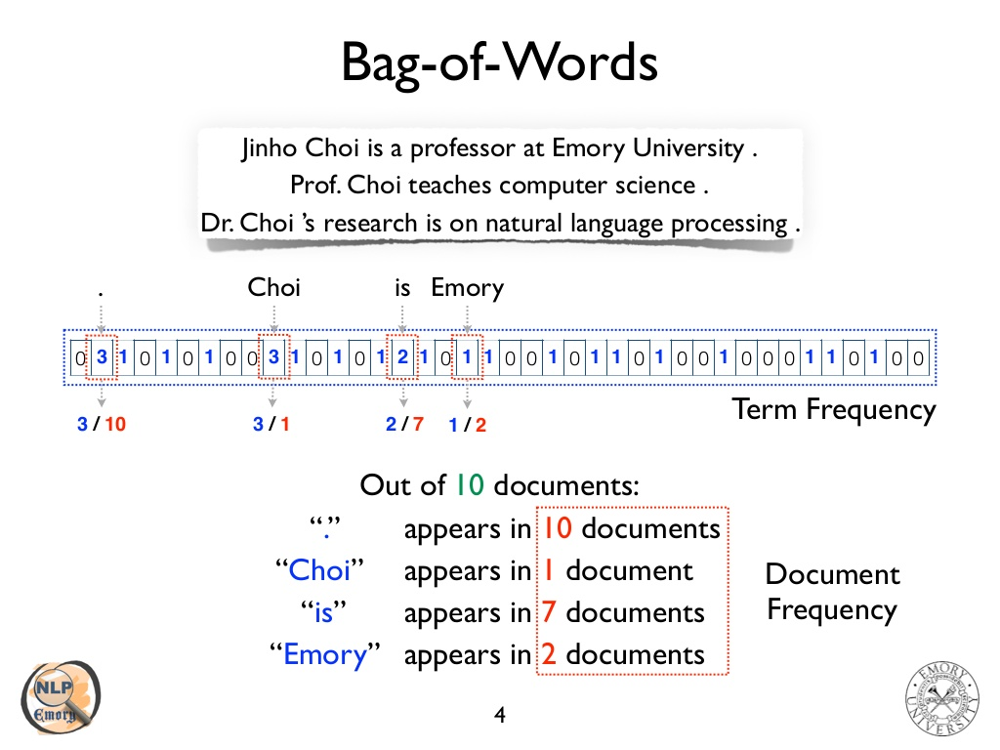 Bag-of-Words
Jinho Choi is a professor at Emory University .
Prof. Choi teaches computer science .
Dr. Choi ’s research is on natural language processing .
. Choi is Emory
0 3 1 0 1 0 1 0 0 3 1 0 1 0 1 2 1 0 1 1 0 0 1 0 1 1 0 1 0 0 1 0 0 0 1 1 0 1 0 0
3 / 10 3 / 1 2 / 7 1 / 2
Term Frequency
Out of 10 documents:
“.” appears in 10 documents
“Choi” appears in 1 document
“is” appears in 7 documents
“Emory” appears in 2 documents
Document
Frequency
NLP
Emory
EMORY UNIVERSITY
4